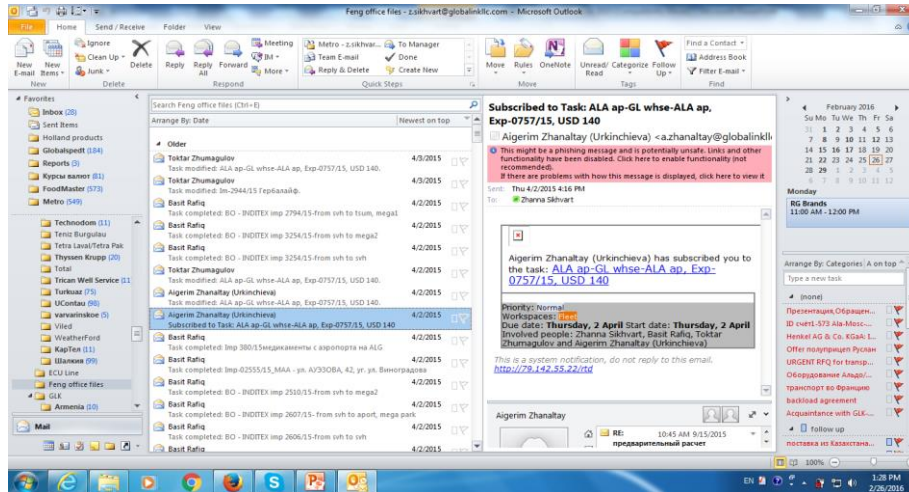 Feng office files - z.sikhvart@globalinkllc.com - Microsoft Outlook
File Home Send / Receive Folder View
New E-mail
New Items
New
Ignore
Clean Up
Junk
Delete
Delete
Reply
Reply All
Forward
Meeting
IM
More
Respond
Metro - z.sikhvar...
Team E-mail
Reply & Delete
To Manager
Done
Create New
Quick Steps
Move
Rules
OneNote
Move
Unread/ Read
Categorize
Follow Up
Tags
Find a Contact
Address Book
Filter E-mail
Find
Favorites
Inbox (28)
Sent Items
Holland products
Globalspedt (184)
Reports (3)
Курсы валют (81)
FoodMaster (573)
Metro (549)
Technodom (11)
Teniz Burgulau
Tetra Laval/Tetra Pak
Thyssen Krupp (20)
Total
Trican Well Service (11
Turkuaz (75)
UContau (98)
varvarinskoe (5)
Viled
WeatherFord
КарТел (11)
Шалкия (99)
ECU Line
Feng office files
GLK
Armenia (10)
Mail
Search Feng office files (Ctrl+E)
Arrange By: Date Newest on top
Older
Toktar Zhumagulov 4/3/2015
Task modified: ALA ap-GL whse-ALA ap, Exp-0757/15, USD 140.
Toktar Zhumagulov 4/3/2015
Task modified: Im-2944/15 Гербалайф.
Basit Rafiq 4/2/2015
Task completed: BO - INDITEX imp 2794/15-from svh to tsum, mega1
Basit Rafiq 4/2/2015
Task completed: BO - INDITEX imp 3254/15-from svh to mega2
Basit Rafiq 4/2/2015
Task completed: BO - INDITEX imp 3254/15-from svh to svh
Toktar Zhumagulov 4/2/2015
Task modified: ALA ap-GL whse-ALA ap, Exp-0757/15, USD 140.
Aigerim Zhanaltay (Urkinchieva) 4/2/2015
Task modified: ALA ap-GL whse-ALA ap, Exp-0757/15, USD 140.
Aigerim Zhanaltay (Urkinchieva) 4/2/2015
Subscribed to Task: ALA ap-GL whse-ALA ap, Exp-0757/15, USD 140
Basit Rafiq 4/2/2015
Task completed: Imp 380/15медикаменты с аэропорта на ALG
Basit Rafiq 4/2/2015
Task completed: Imp-02555/15_MAA - ул. АУЭЗОВА, 42, уг. ул. Виноградова
Basit Rafiq 4/2/2015
Task completed: BO - INDITEX imp 2510/15-from svh to mega2
Basit Rafiq 4/2/2015
Task completed: BO - INDITEX imp 2607/15- from svh to aport, mega park
Basit Rafiq 4/2/2015
Task completed: BO - INDITEX imp 2606/15-from svh to svh
Basit Rafiq 4/2/2015
Subscribed to Task: ALA ap-GL whse-ALA ap,
Exp-0757/15, USD 140
Aigerim Zhanaltay (Urkinchieva) <a.zhanaltay@globalinkll
This might be a phishing message and is potentially unsafe. Links and other
functionality have been disabled. Click here to enable functionality (not
recommended).
If there are problems with how this message is displayed, click here to view it
Sent: Thu 4/2/2015 4:16 PM
To: Zhanna Sikhvart
Aigerim Zhanaltay (Urkinchieva) has subscribed you to
the task: ALA ap-GL whse-ALA ap, Exp-
0757/15, USD 140
Priority: Normal
Workspaces: Fleet
Due date: Thursday, 2 April Start date: Thursday, 2 April
Involved people: Zhanna Sikhvart, Basit Rafiq, Toktar
Zhumagulov and Aigerim Zhanaltay (Urkinchieva)
This is a system notification, do not reply to this email.
http://79.142.55.22/rtd
Aigerim Zhanaltay
RE: 10:45 AM 9/15/2015
предварительный расчет
February 2016
Su Mo Tu We Th Fr Sa
31 1 2 3 4 5 6
7 8 9 10 11 12 13
14 15 16 17 18 19 20
21 22 23 24 25 26 27
28 29 1 2 3 4 5
6 7 8 9 10 11 12
Monday
RG Brands
11:00 AM -12:00 PM
Arrange By: Categories A on top
Type a new task
(none)
Презентация,Обращен...
ID счёт1-573 Ala-Mosc-...
Henkel AG & Co. KGaA: 1...
Offer полуприцеп Руслан
URGENT RFQ for transp...
Оборудование Альдо/...
транспорт во Францию
backload agreement
Acquaintance with GLK-...
follow up
поставка из Казахстана...
100%
EN
1:28 PM
2/26/2016